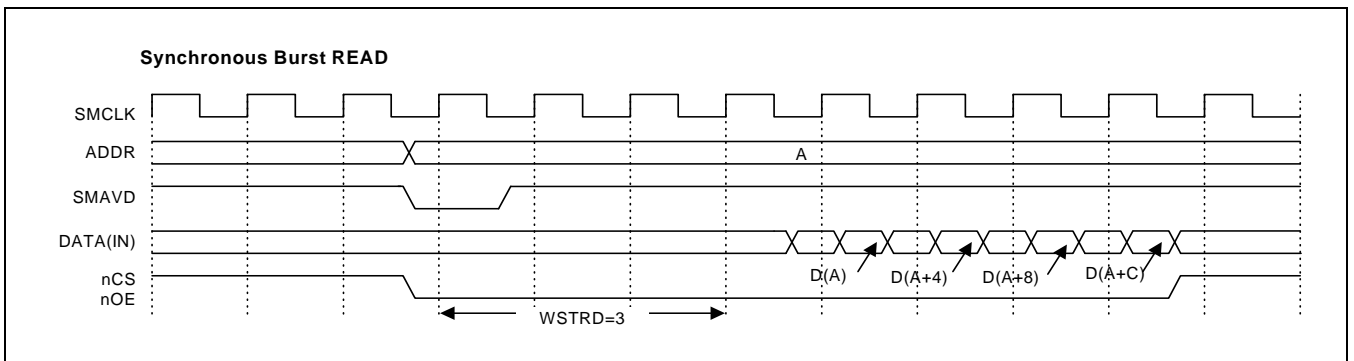 Synchronous Burst READ
SMCLK
ADDR
A
SMAVD
DATA(IN)
D(A)
D(A+4)
D(A+8)
D(A+C)
nCS
nOE
WSTRD=3